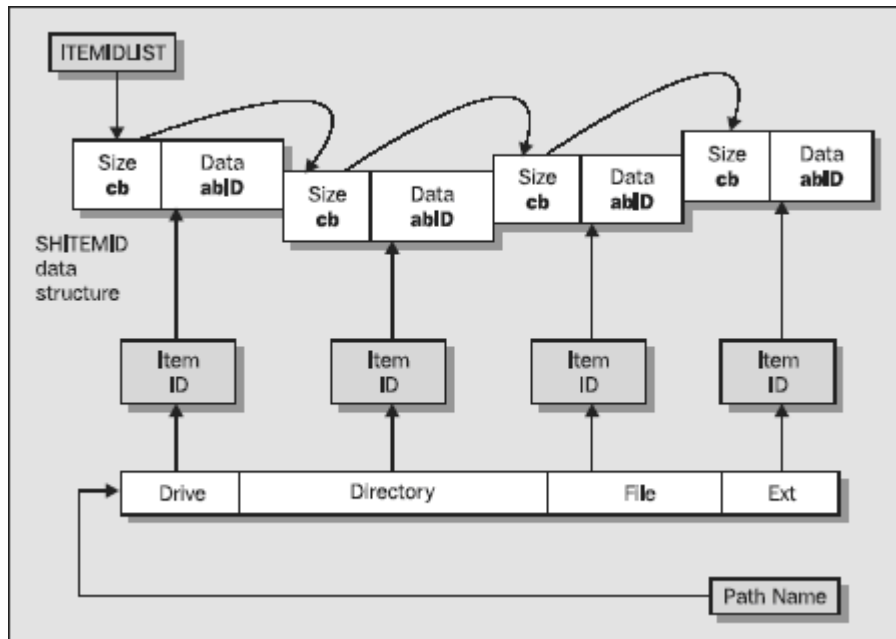 ITEMIDLIST
Size
cb
Data
abID
Size
cb
Data
abID
Size
cb
Data
abID
Size
cb
Data
abID
SHITEMID
data
structure
Item
ID
Item
ID
Item
ID
Item
ID
Drive
Directory
File
Ext
Path Name